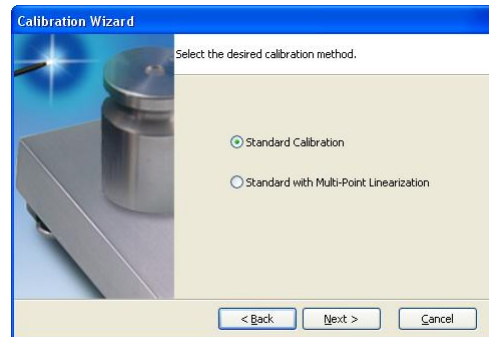 Calibration Wizard
Select the desired calibration method.
Standard Calibration
Standard with Multi-Point Linearization
< Back
Next >
Cancel